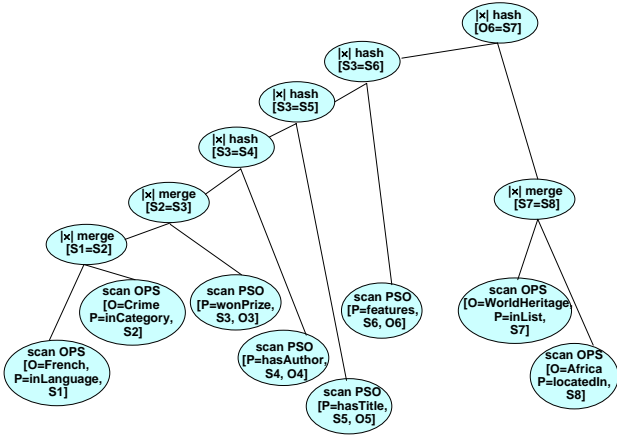 |×| hash
[O6=S7]
|×| hash
[S3=S6]
|×| hash
[S3=S5]
|×| hash
[S3=S4]
|×| merge
[S2=S3]
|×| merge
[S7=S8]
|×| merge
[S1=S2]
scan OPS
[O=Crime
P=inCategory,
S2]
scan PSO
[P=wonPrize,
S3, O3]
scan PSO
[P=features,
S6, O6]
scan OPS
[O=WorldHeritage,
P=inList,
S7]
scan OPS
[O=French,
P=inLanguage,
S1]
scan PSO
[P=hasAuthor,
S4, O4]
scan PSO
[P=hasTitle,
S5, O5]
scan OPS
[O=Africa
P=locatedIn,
S8]